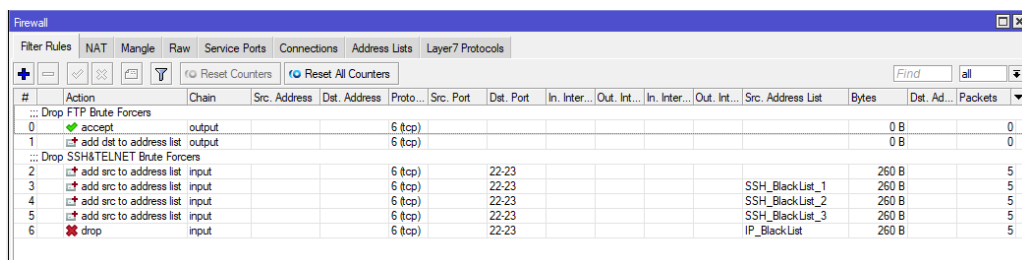 Firewall
Filter Rules NAT Mangle Raw Service Ports Connections Address Lists Layer7 Protocols
Reset Counters Reset All Counters Find all
# Action Chain Src. Address Dst. Address Proto... Src. Port Dst. Port In. Inter... Out. Int... In. Inter... Out. Int... Src. Address List Bytes Dst. Ad... Packets
::: Drop FTP Brute Forcers
0 accept output 6 (tcp) 0 B 0
1 add dst to address list output 6 (tcp) 0 B 0
::: Drop SSH&TELNET Brute Forcers
2 add src to address list input 6 (tcp) 22-23 260 B 5
3 add src to address list input 6 (tcp) 22-23 SSH_BlackList_1 260 B 5
4 add src to address list input 6 (tcp) 22-23 SSH_BlackList_2 260 B 5
5 add src to address list input 6 (tcp) 22-23 SSH_BlackList_3 260 B 5
6 drop input 6 (tcp) 22-23 IP_BlackList 260 B 5